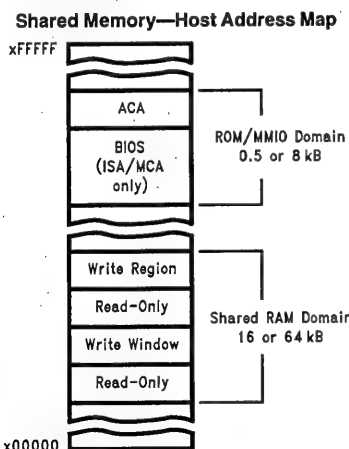 Shared Memory—Host Address Map
xFFFFF
ACA
BIOS
(ISA/MCA
only)
ROM/MMIO Domain
0.5 or 8 kB
Write Region
Read-Only
Write Window
Read-Only
Shared RAM Domain
16 or 64 kB
x00000